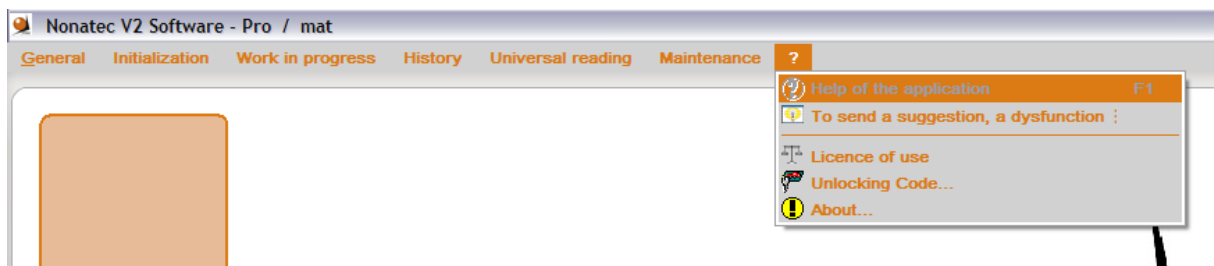 Nonatec V2 Software - Pro / mat
General Initialization Work in progress History Universal reading Maintenance ?
Help of the application F1
To send a suggestion, a dysfunction :
Licence of use
Unlocking Code...
About...